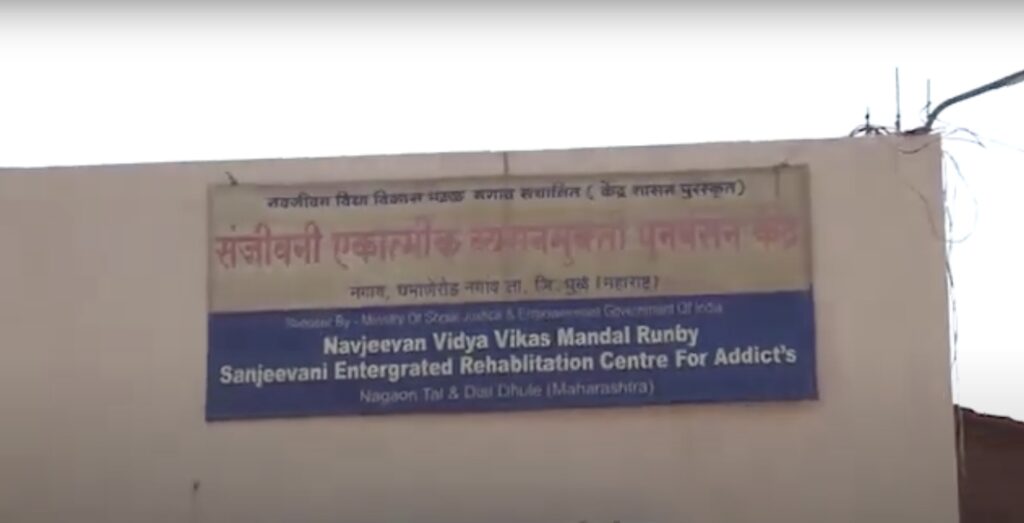 नवजीवन विद्या विकास मंडळ नगाव संचालित ( केंद्र शासन पुरस्कृत)
संजीवनी एकात्मीक व्यसनमुक्ती पुनर्वसन केंद्र
नगाव, धमाणेरोड नगांव ता. जि. धुळे (महाराष्ट्र)
Sponser By - Ministry Of Social Justice & Empowerment Government Of India
Navjeevan Vidya Vikas Mandal Runby
Sanjeevani Entergrated Rehablitation Centre For Addict's
Nagaon Tal & Dist Dhule (Maharashtra)